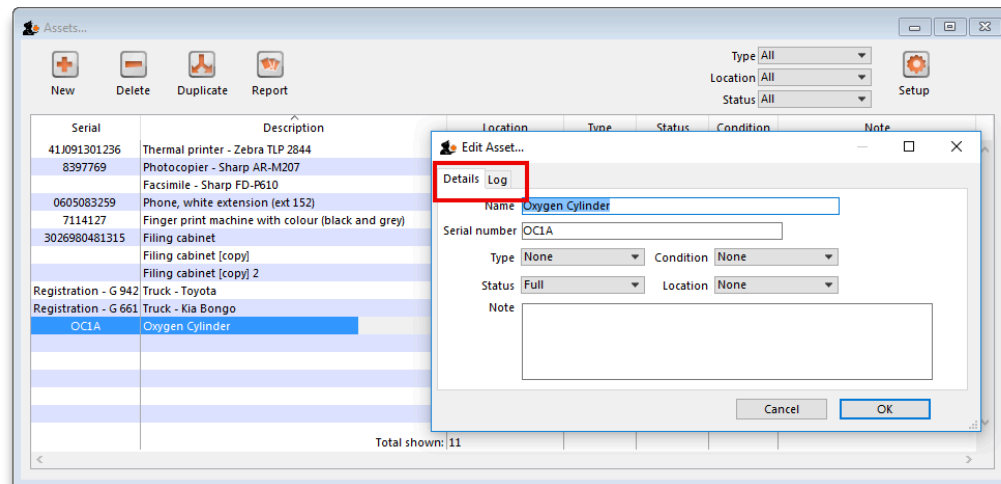 Assets...
New Delete Duplicate Report
Type All
Location All
Status All
Setup
Serial Description Location Type Status Condition Note
41J091301236 Thermal printer - Zebra TLP 2844
8397769 Photocopier - Sharp AR-M207
Facsimile - Sharp FD-P610
0605083259 Phone, white extension (ext 152)
7114127 Finger print machine with colour (black and grey)
3026980481315 Filing cabinet
Filing cabinet [copy]
Filing cabinet [copy] 2
Registration - G 942 Truck - Toyota
Registration - G 661 Truck - Kia Bongo
OC1A Oxygen Cylinder
Total shown: 11
Edit Asset...
Details Log
Name Oxygen Cylinder
Serial number OC1A
Type None Condition None
Status Full Location None
Note
Cancel OK